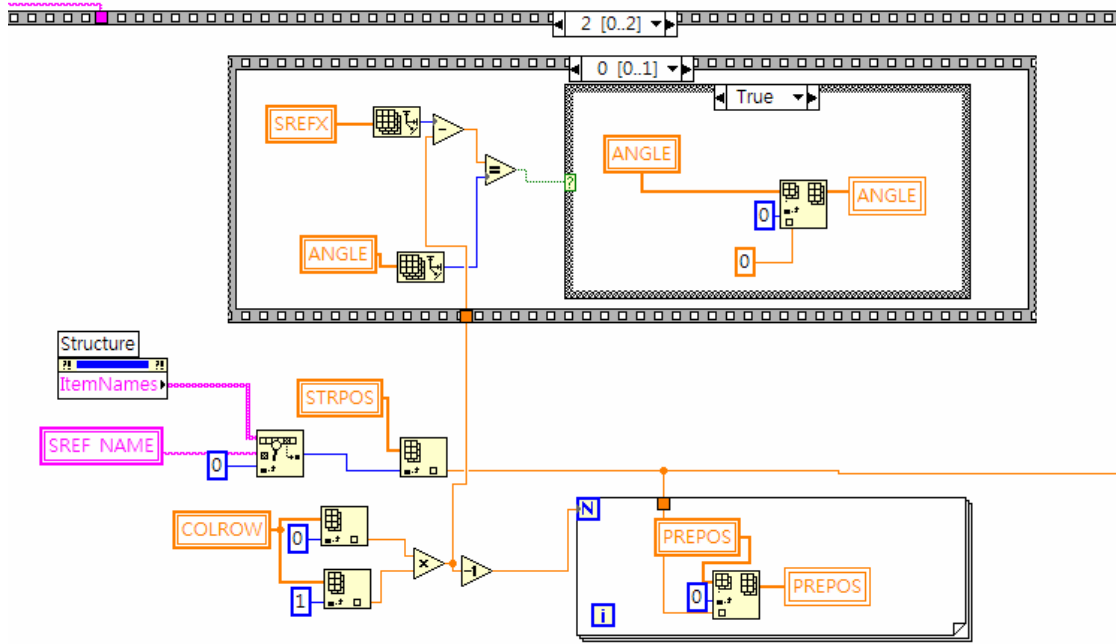 2 [0..2]
0 [0..1]
True
SREFX
-
=
?
ANGLE
0
ANGLE
0
ANGLE
Structure
?! ?!
ItemNames
STRPOS
SREF NAME
0
COLROW
0
1
×
-1
N
PREPOS
0
PREPOS
i